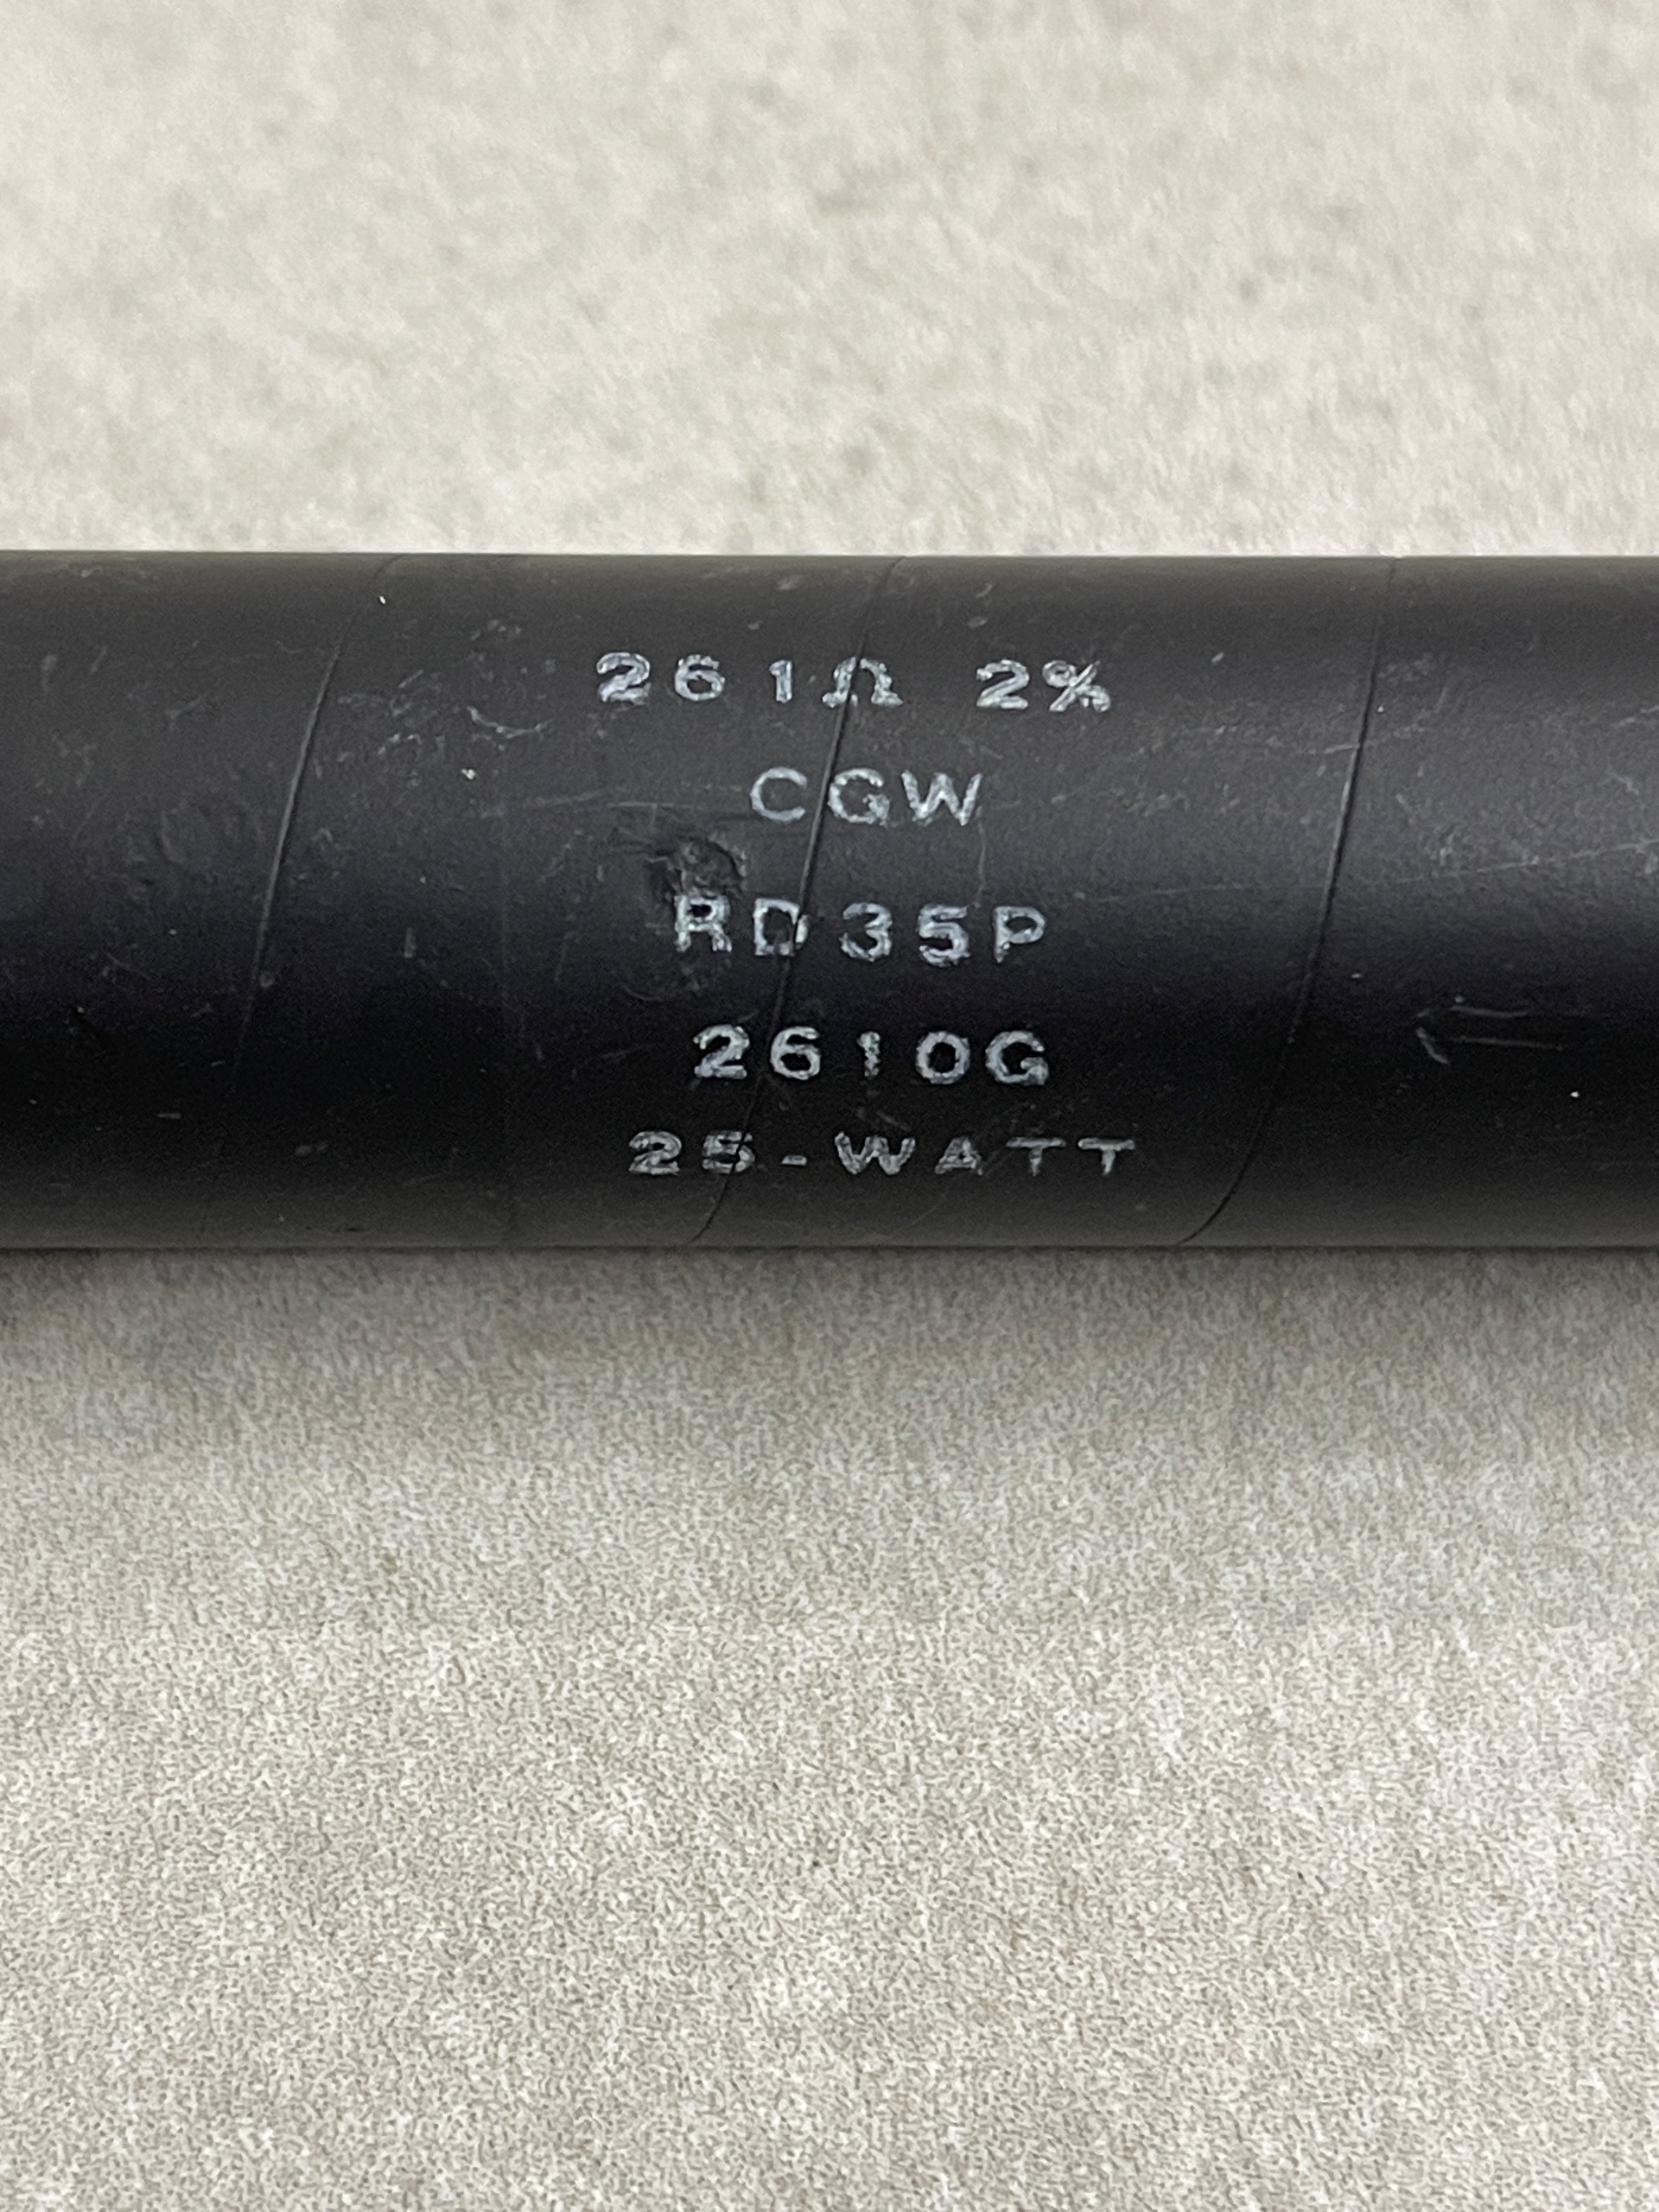 261Ω 2%
CGW
RD35P
2610G
25-WATT